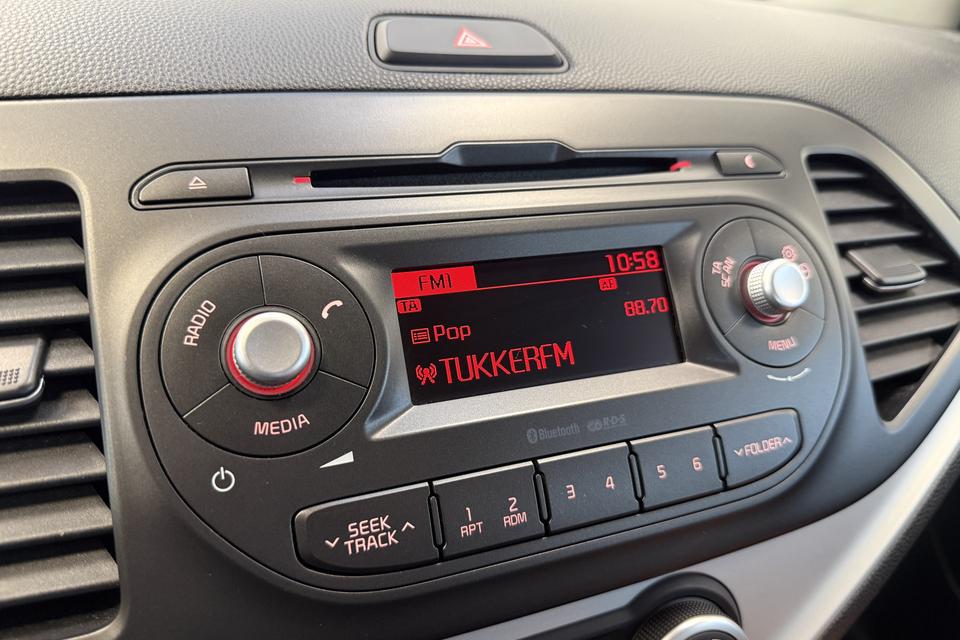 FM1 10:58
TA AF
88.70
Pop
TUKKERFM
RADIO
MEDIA
TA
SCAN
MENU
Bluetooth R·D·S
SEEK
TRACK
1 2
RPT RDM
3 4
5 6
FOLDER